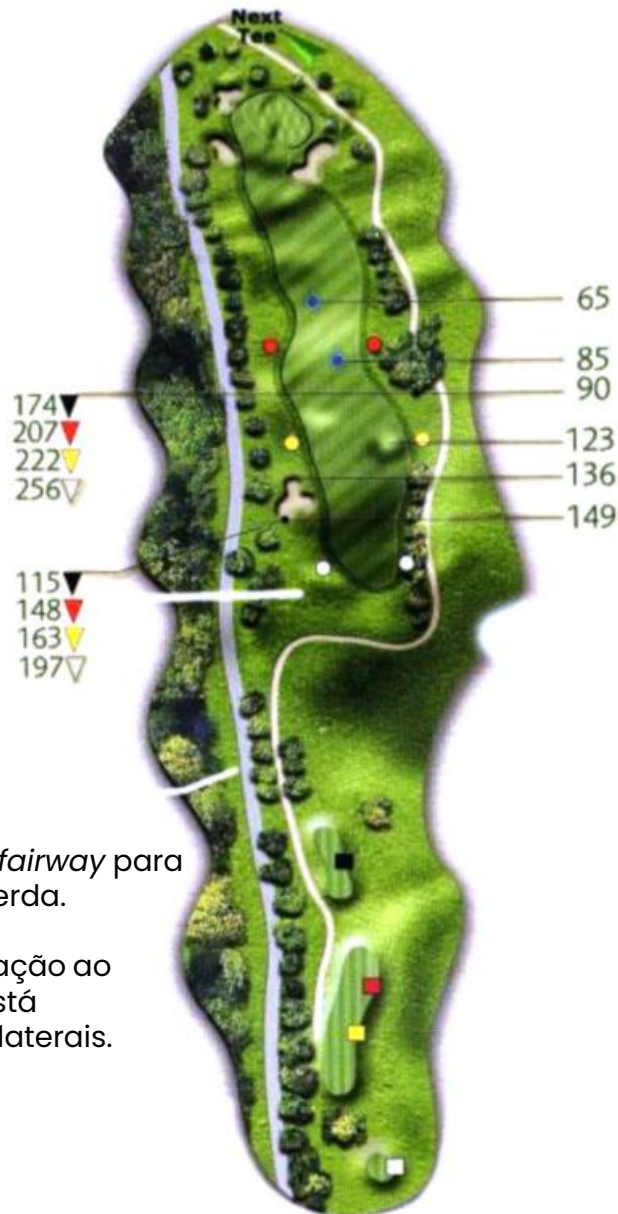 Next
Tee
65
85
90
123
136
149
174
207
222
256
115
148
163
197
fairway para
erda.
ação ao
stá
laterais.